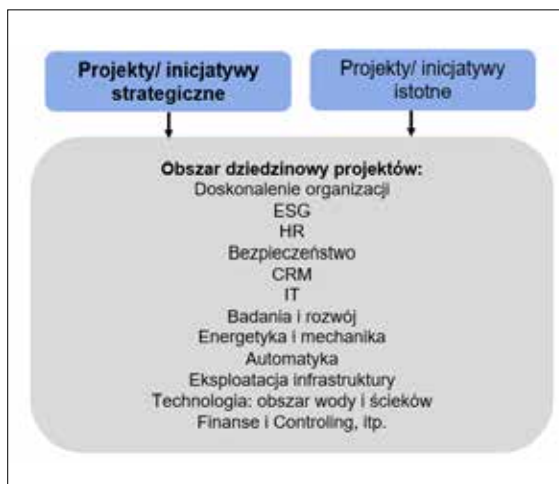 Projekty/ inicjatywy
strategiczne
Projekty/ inicjatywy
istotne
Obszar dziedzinowy projektów:
Doskonalenie organizacji
ESG
HR
Bezpieczeństwo
CRM
IT
Badania i rozwój
Energetyka i mechanika
Automatyka
Eksploatacja infrastruktury
Technologia: obszar wody i ścieków
Finanse i Controling, itp.